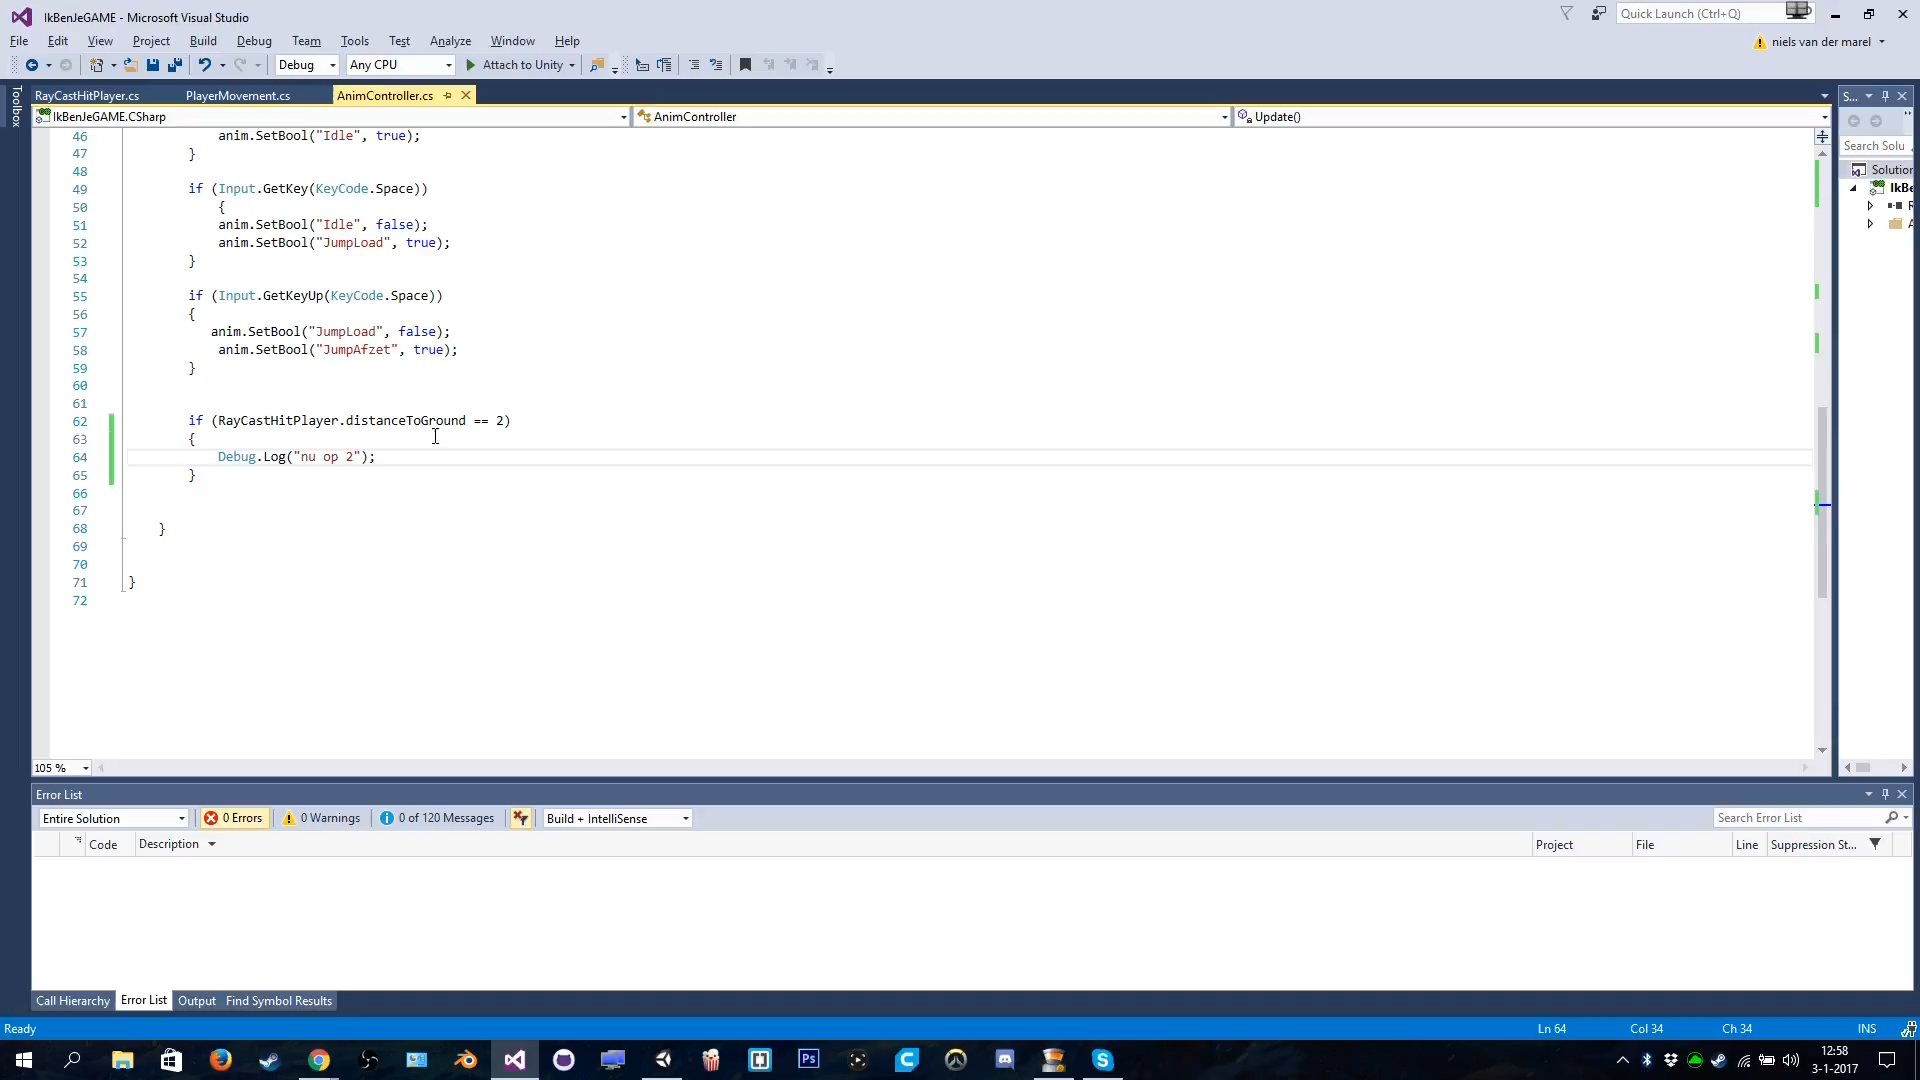 IkBenJeGAME - Microsoft Visual Studio
Quick Launch (Ctrl+Q)
File Edit View Project Build Debug Team Tools Test Analyze Window Help
niels van der marel
Debug Any CPU Attach to Unity
Toolbox
RayCastHitPlayer.cs PlayerMovement.cs AnimController.cs
S...
IkBenJeGAME.CSharp AnimController Update()
Search Solu
Solution
IkBe
46 anim.SetBool("Idle", true);
47 }
48
49 if (Input.GetKey(KeyCode.Space))
50 {
51 anim.SetBool("Idle", false);
52 anim.SetBool("JumpLoad", true);
53 }
54
55 if (Input.GetKeyUp(KeyCode.Space))
56 {
57 anim.SetBool("JumpLoad", false);
58 anim.SetBool("JumpAfzet", true);
59 }
60
61
62 if (RayCastHitPlayer.distanceToGround == 2)
63 {
64 Debug.Log("nu op 2");
65 }
66
67
68 }
69
70
71 }
72
105 %
Error List
Entire Solution 0 Errors 0 Warnings 0 of 120 Messages Build + IntelliSense Search Error List
Code Description Project File Line Suppression St...
Call Hierarchy Error List Output Find Symbol Results
Ready Ln 64 Col 34 Ch 34 INS
12:58
3-1-2017